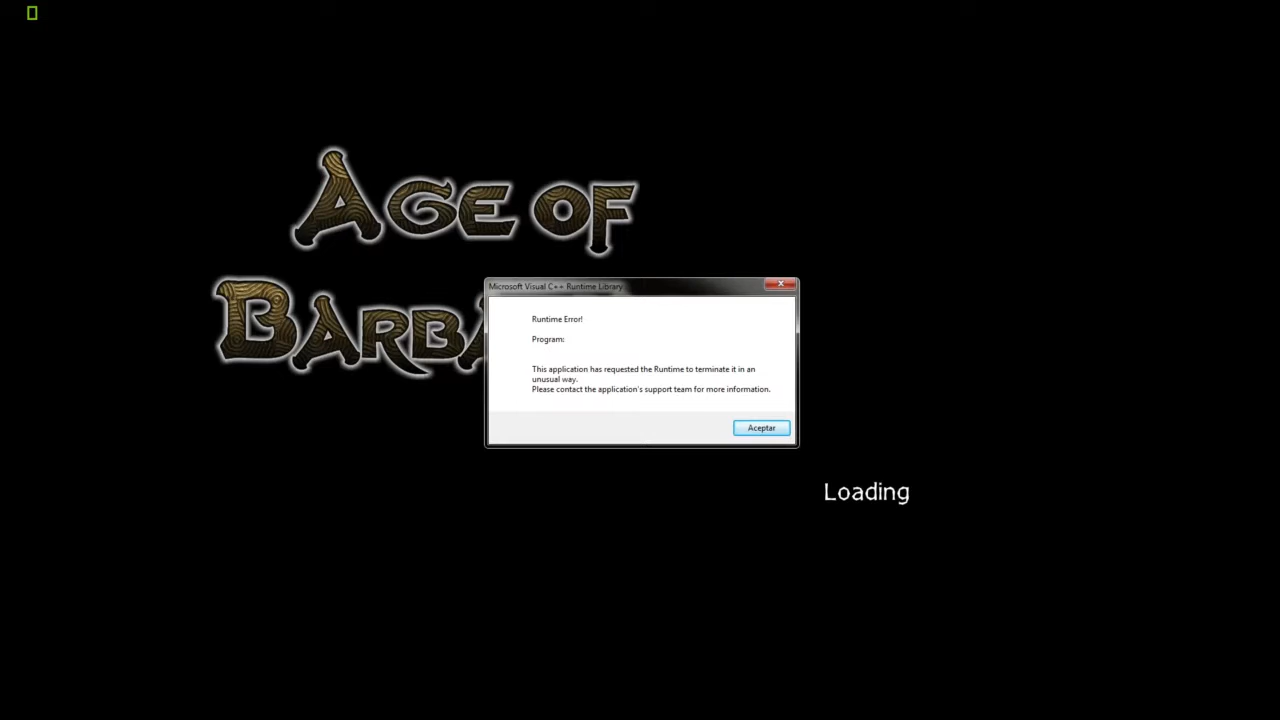 Age of
Barba
Microsoft Visual C++ Runtime Library
Runtime Error!
Program:
This application has requested the Runtime to terminate it in an
unusual way.
Please contact the application's support team for more information.
Aceptar
Loading